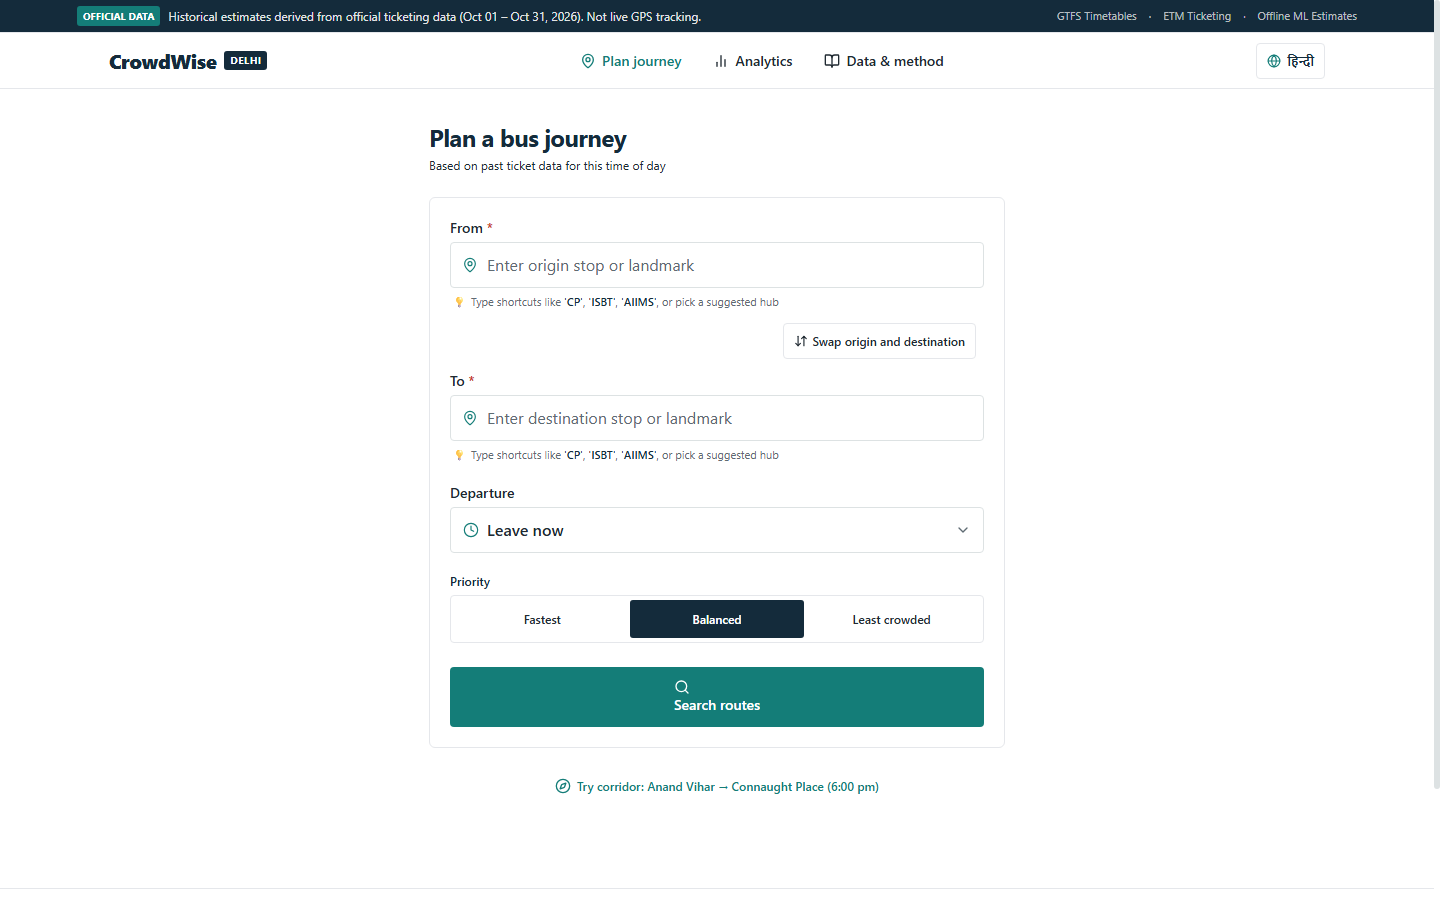 OFFICIAL DATA Historical estimates derived from official ticketing data (Oct 01 – Oct 31, 2026). Not live GPS tracking. GTFS Timetables · ETM Ticketing · Offline ML Estimates
CrowdWise DELHI Plan journey Analytics Data & method हिन्दी
Plan a bus journey
Based on past ticket data for this time of day
From *
Enter origin stop or landmark
Type shortcuts like 'CP', 'ISBT', 'AIIMS', or pick a suggested hub
Swap origin and destination
To *
Enter destination stop or landmark
Type shortcuts like 'CP', 'ISBT', 'AIIMS', or pick a suggested hub
Departure
Leave now
Priority
Fastest Balanced Least crowded
Search routes
Try corridor: Anand Vihar → Connaught Place (6:00 pm)